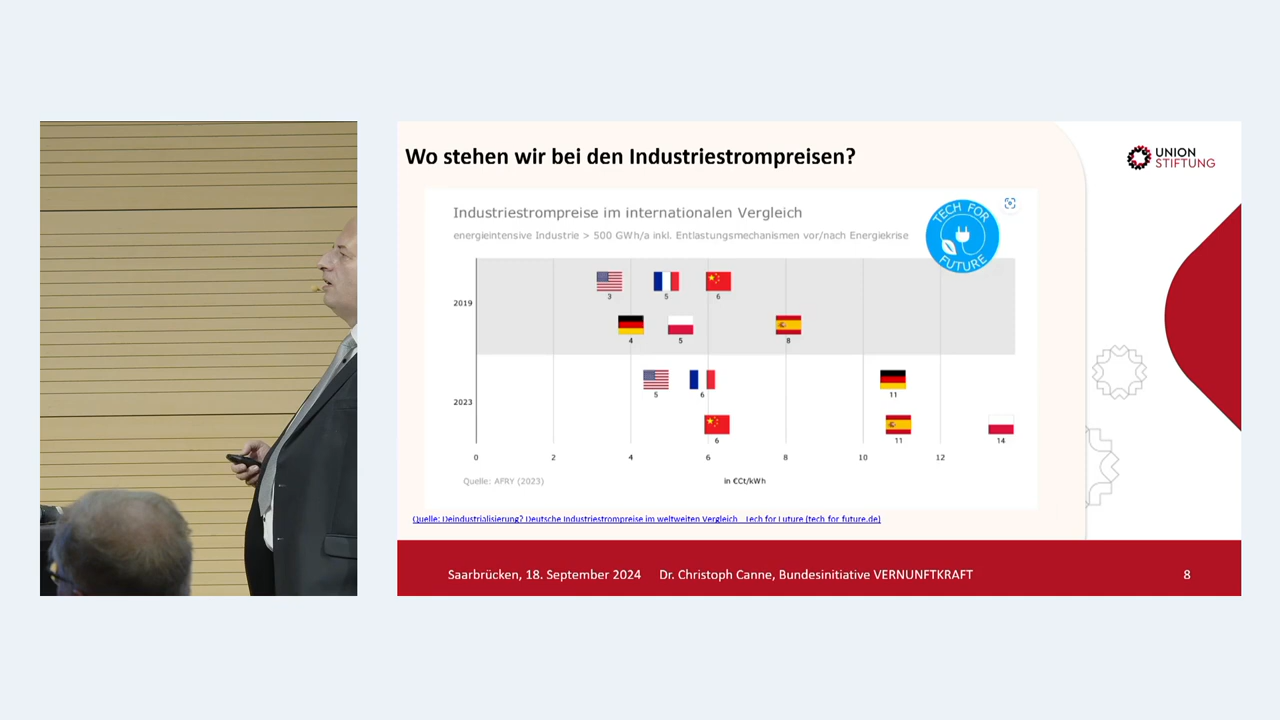 Wo stehen wir bei den Industriestrompreisen?
UNION
STIFTUNG
Industriestrompreise im internationalen Vergleich
energieintensive Industrie > 500 GWh/a inkl. Entlastungsmechanismen vor/nach Energiekrise
TECH FOR
FUTURE
2019
3
5
6
4
5
8
2023
5
6
11
6
11
14
0
2
4
6
8
10
12
Quelle: AFRY (2023)
in €Ct/kWh
Quelle: Deindustrialisierung? Deutsche Industriestrompreise im weltweiten Vergleich - Tech for Future (tech-for-future.de)
Saarbrücken, 18. September 2024 Dr. Christoph Canne, Bundesinitiative VERNUNFTKRAFT
8